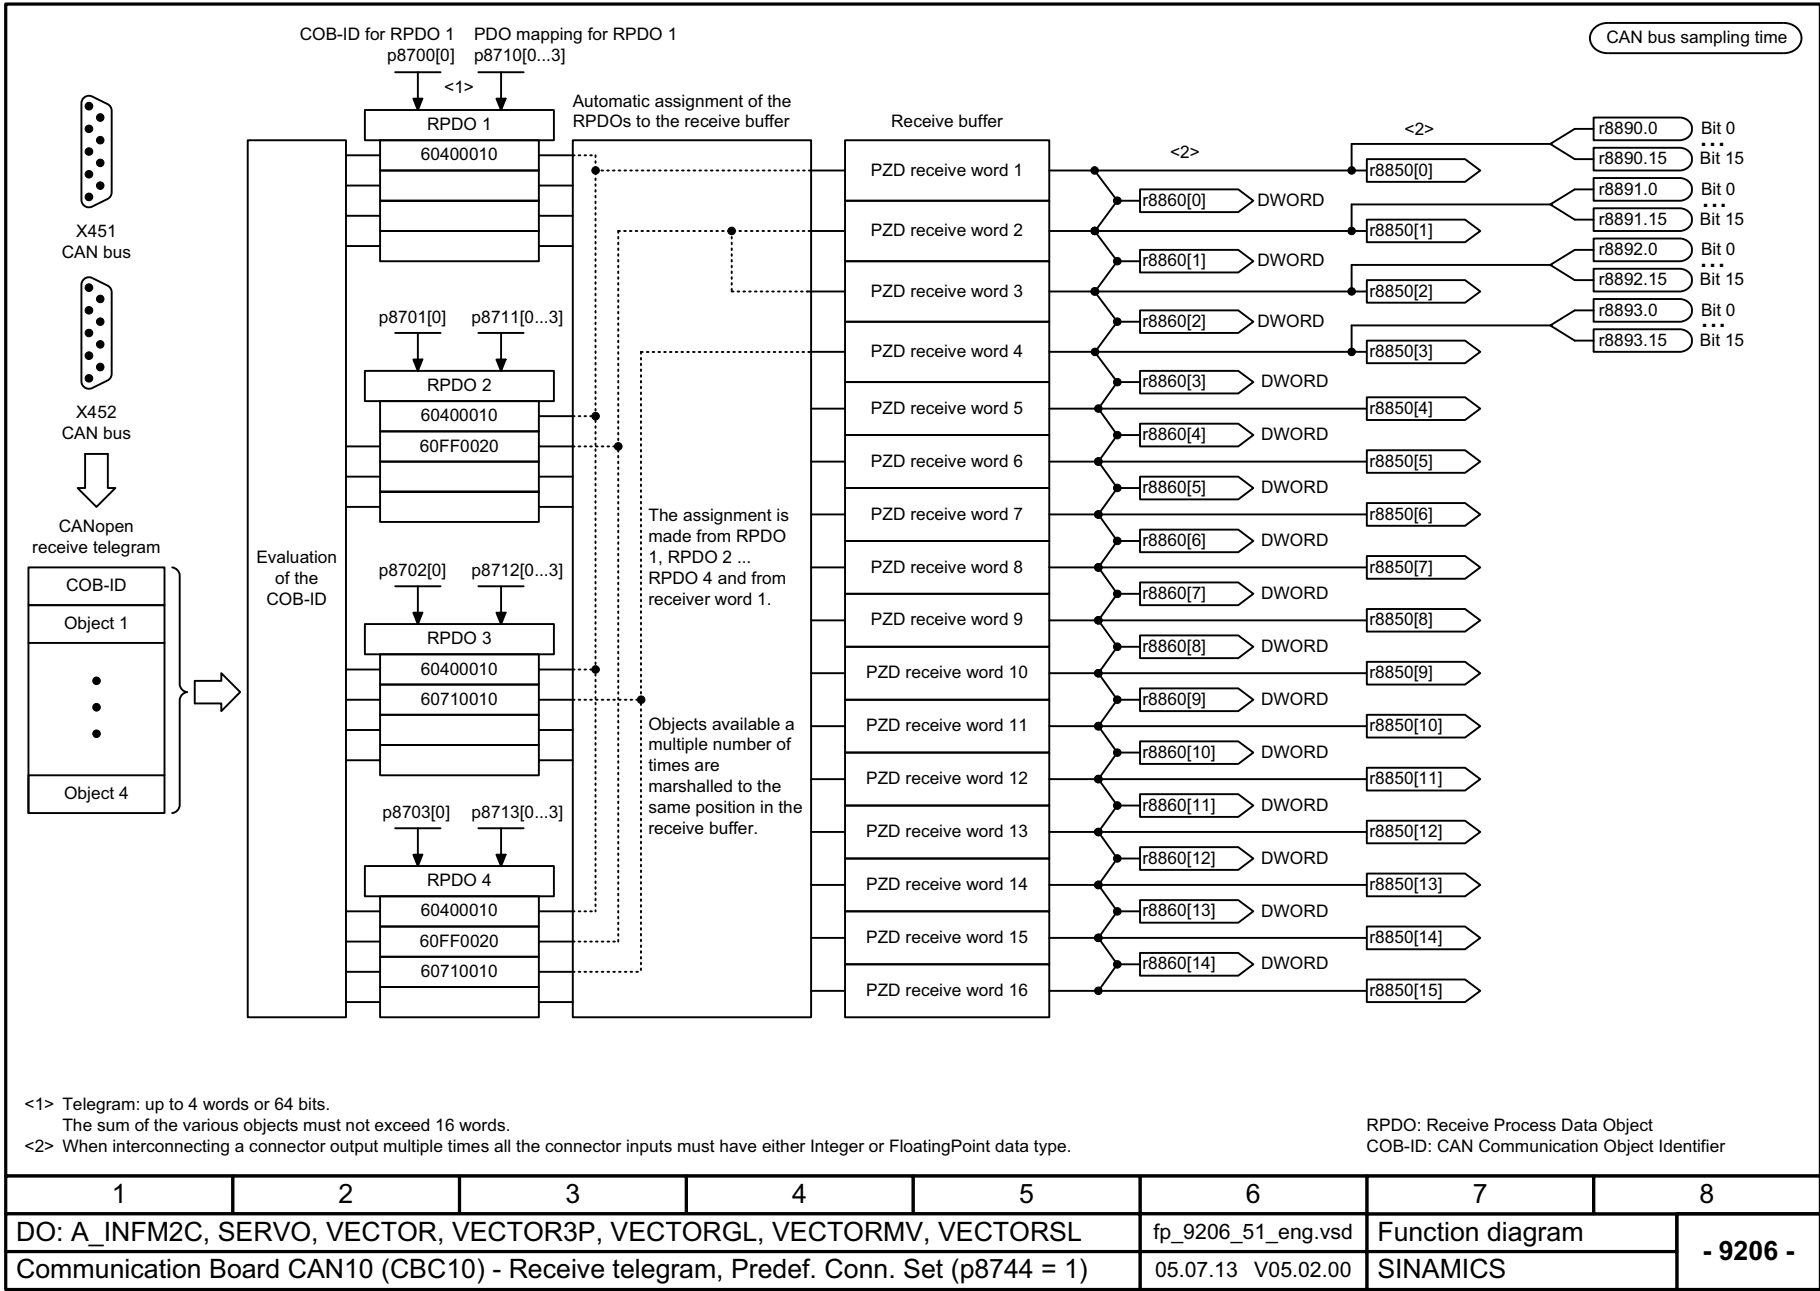 COB-ID for RPDO 1
p8700[0]
PDO mapping for RPDO 1
p8710[0...3]
<1>
CAN bus sampling time
X451
CAN bus
X452
CAN bus
CANopen
receive telegram
COB-ID
Object 1
Object 4
Evaluation
of the
COB-ID
RPDO 1
60400010
p8701[0]
p8711[0...3]
RPDO 2
60400010
60FF0020
p8702[0]
p8712[0...3]
RPDO 3
60400010
60710010
p8703[0]
p8713[0...3]
RPDO 4
60400010
60FF0020
60710010
Automatic assignment of the
RPDOs to the receive buffer
The assignment is
made from RPDO
1, RPDO 2 ...
RPDO 4 and from
receiver word 1.
Objects available a
multiple number of
times are
marshalled to the
same position in the
receive buffer.
Receive buffer
PZD receive word 1
PZD receive word 2
PZD receive word 3
PZD receive word 4
PZD receive word 5
PZD receive word 6
PZD receive word 7
PZD receive word 8
PZD receive word 9
PZD receive word 10
PZD receive word 11
PZD receive word 12
PZD receive word 13
PZD receive word 14
PZD receive word 15
PZD receive word 16
<2>
r8860[0] DWORD
r8860[1] DWORD
r8860[2] DWORD
r8860[3] DWORD
r8860[4] DWORD
r8860[5] DWORD
r8860[6] DWORD
r8860[7] DWORD
r8860[8] DWORD
r8860[9] DWORD
r8860[10] DWORD
r8860[11] DWORD
r8860[12] DWORD
r8860[13] DWORD
r8860[14] DWORD
<2>
r8850[0]
r8850[1]
r8850[2]
r8850[3]
r8850[4]
r8850[5]
r8850[6]
r8850[7]
r8850[8]
r8850[9]
r8850[10]
r8850[11]
r8850[12]
r8850[13]
r8850[14]
r8850[15]
r8890.0 Bit 0
...
r8890.15 Bit 15
r8891.0 Bit 0
...
r8891.15 Bit 15
r8892.0 Bit 0
...
r8892.15 Bit 15
r8893.0 Bit 0
...
r8893.15 Bit 15
<1> Telegram: up to 4 words or 64 bits.
The sum of the various objects must not exceed 16 words.
<2> When interconnecting a connector output multiple times all the connector inputs must have either Integer or FloatingPoint data type.
RPDO: Receive Process Data Object
COB-ID: CAN Communication Object Identifier
1 2 3 4 5 6 7 8
DO: A_INFM2C, SERVO, VECTOR, VECTOR3P, VECTORGL, VECTORMV, VECTORSL
fp_9206_51_eng.vsd
Function diagram
- 9206 -
Communication Board CAN10 (CBC10) - Receive telegram, Predef. Conn. Set (p8744 = 1)
05.07.13 V05.02.00
SINAMICS